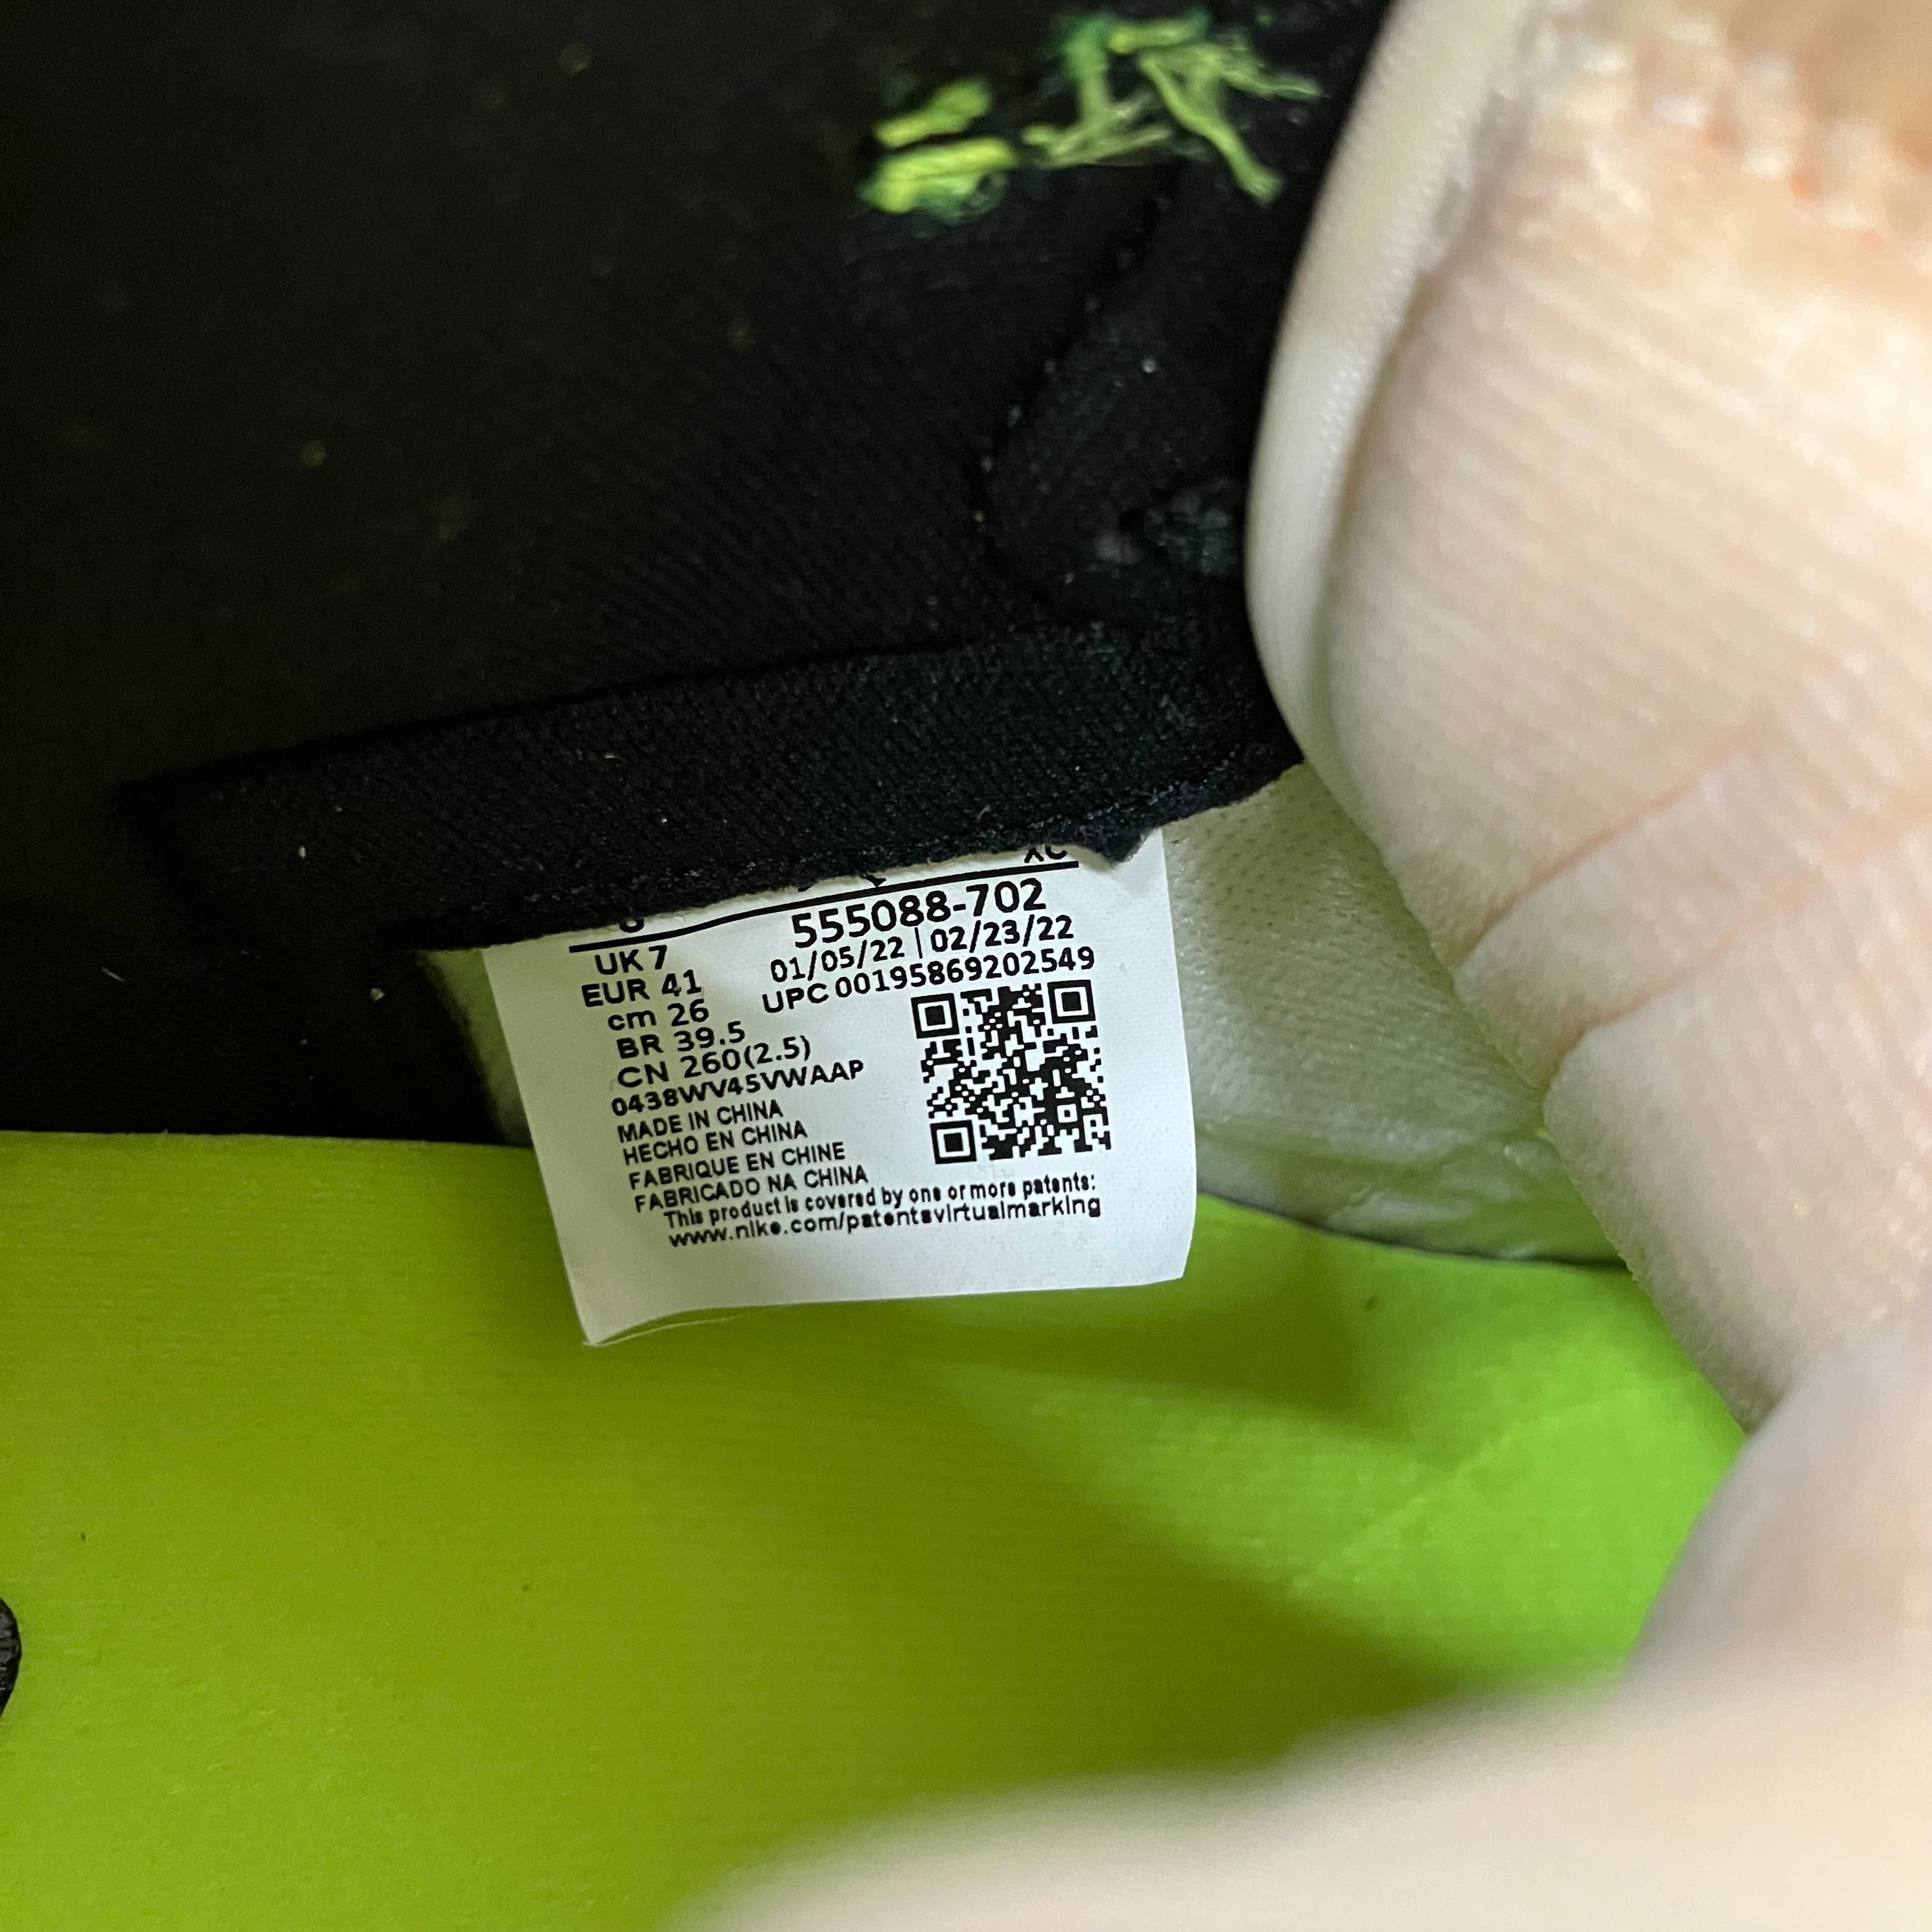 555088-702
UK 7
01/05/22 | 02/23/22
EUR 41
UPC 00195869202549
cm 26
BR 39.5
CN 260(2.5)
0438WV45VWAAP
MADE IN CHINA
HECHO EN CHINA
FABRIQUE EN CHINE
FABRICADO NA CHINA
This product is covered by one or more patents:
www.nike.com/patentsvirtualmarking